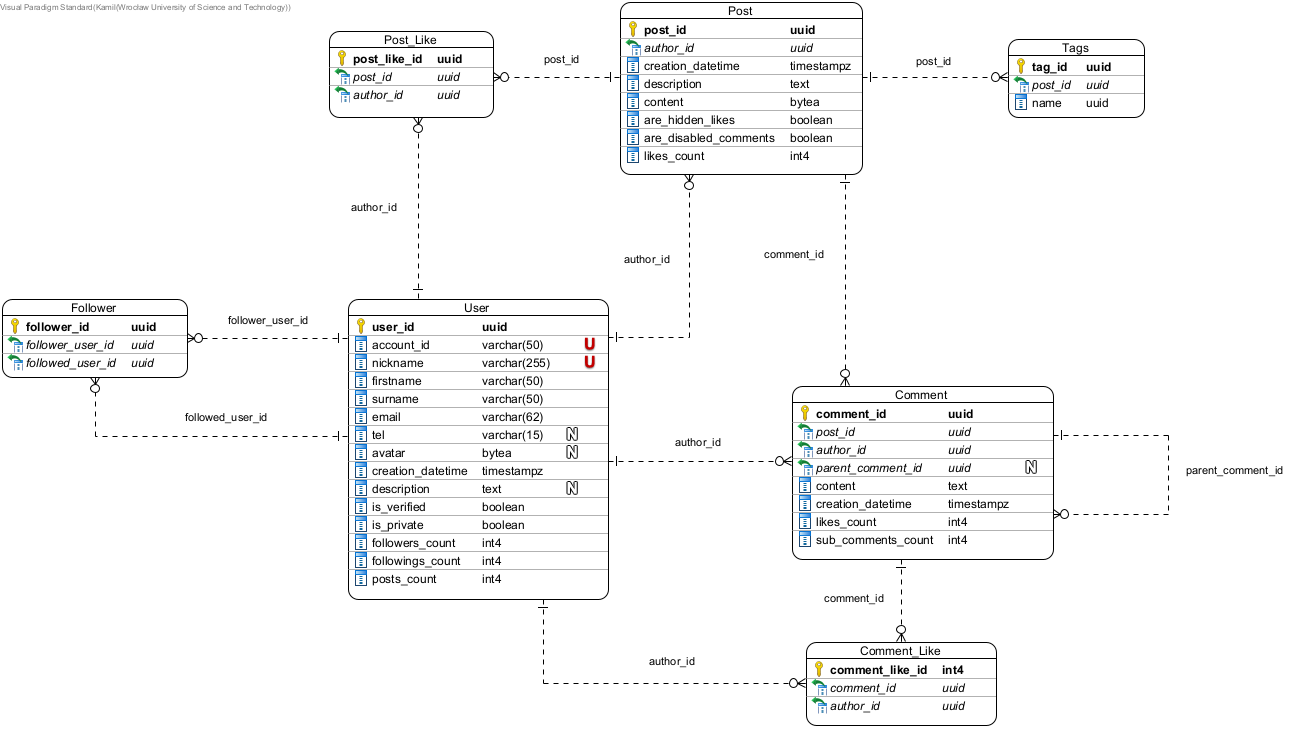 Visual Paradigm Standard(Kamil(Wrocław University of Science and Technology))
Post_Like
post_like_id uuid
post_id uuid
author_id uuid
post_id
Post
post_id uuid
author_id uuid
creation_datetime timestampz
description text
content bytea
are_hidden_likes boolean
are_disabled_comments boolean
likes_count int4
post_id
Tags
tag_id uuid
post_id uuid
name uuid
author_id
author_id
comment_id
Follower
follower_id uuid
follower_user_id uuid
followed_user_id uuid
follower_user_id
followed_user_id
User
user_id uuid
account_id varchar(50) U
nickname varchar(255) U
firstname varchar(50)
surname varchar(50)
email varchar(62)
tel varchar(15) N
avatar bytea N
creation_datetime timestampz
description text N
is_verified boolean
is_private boolean
followers_count int4
followings_count int4
posts_count int4
author_id
Comment
comment_id uuid
post_id uuid
author_id uuid
parent_comment_id uuid N
content text
creation_datetime timestampz
likes_count int4
sub_comments_count int4
parent_comment_id
comment_id
author_id
Comment_Like
comment_like_id int4
comment_id uuid
author_id uuid